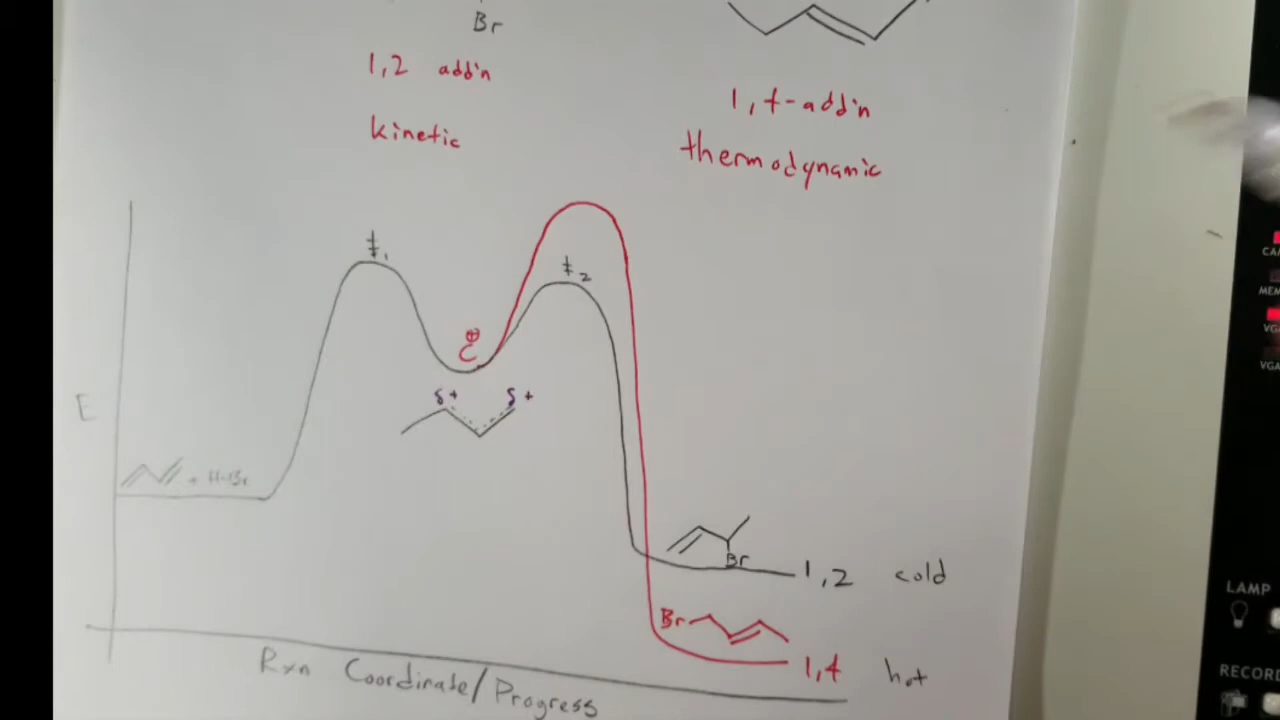 Br
1,2 add'n
1,4-add'n
kinetic
thermodynamic
‡1
‡2
⊕
C
δ+ δ+
E
+ H-Br
Br
1,2 cold
Br
1,4 hot
Rxn Coordinate/Progress
LAMP
RECORD